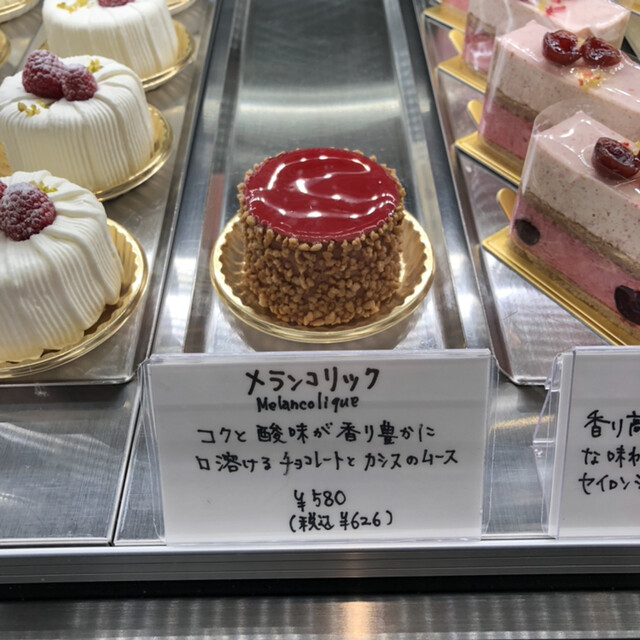 メランコリック
Melancolique
コクと酸味が香り豊かに
口溶けるチョコレートとカシスのムース
¥580
(税込¥626)
香り高
な味わ
セイロン